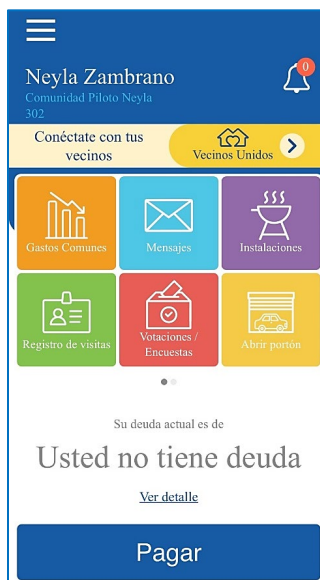 0
Neyla Zambrano
Comunidad Piloto Neyla
302
Conéctate con tus
vecinos
Vecinos Unidos
Gastos Comunes
Mensajes
Instalaciones
Registro de visitas
Votaciones /
Encuestas
Abrir portón
Su deuda actual es de
Usted no tiene deuda
Ver detalle
Pagar